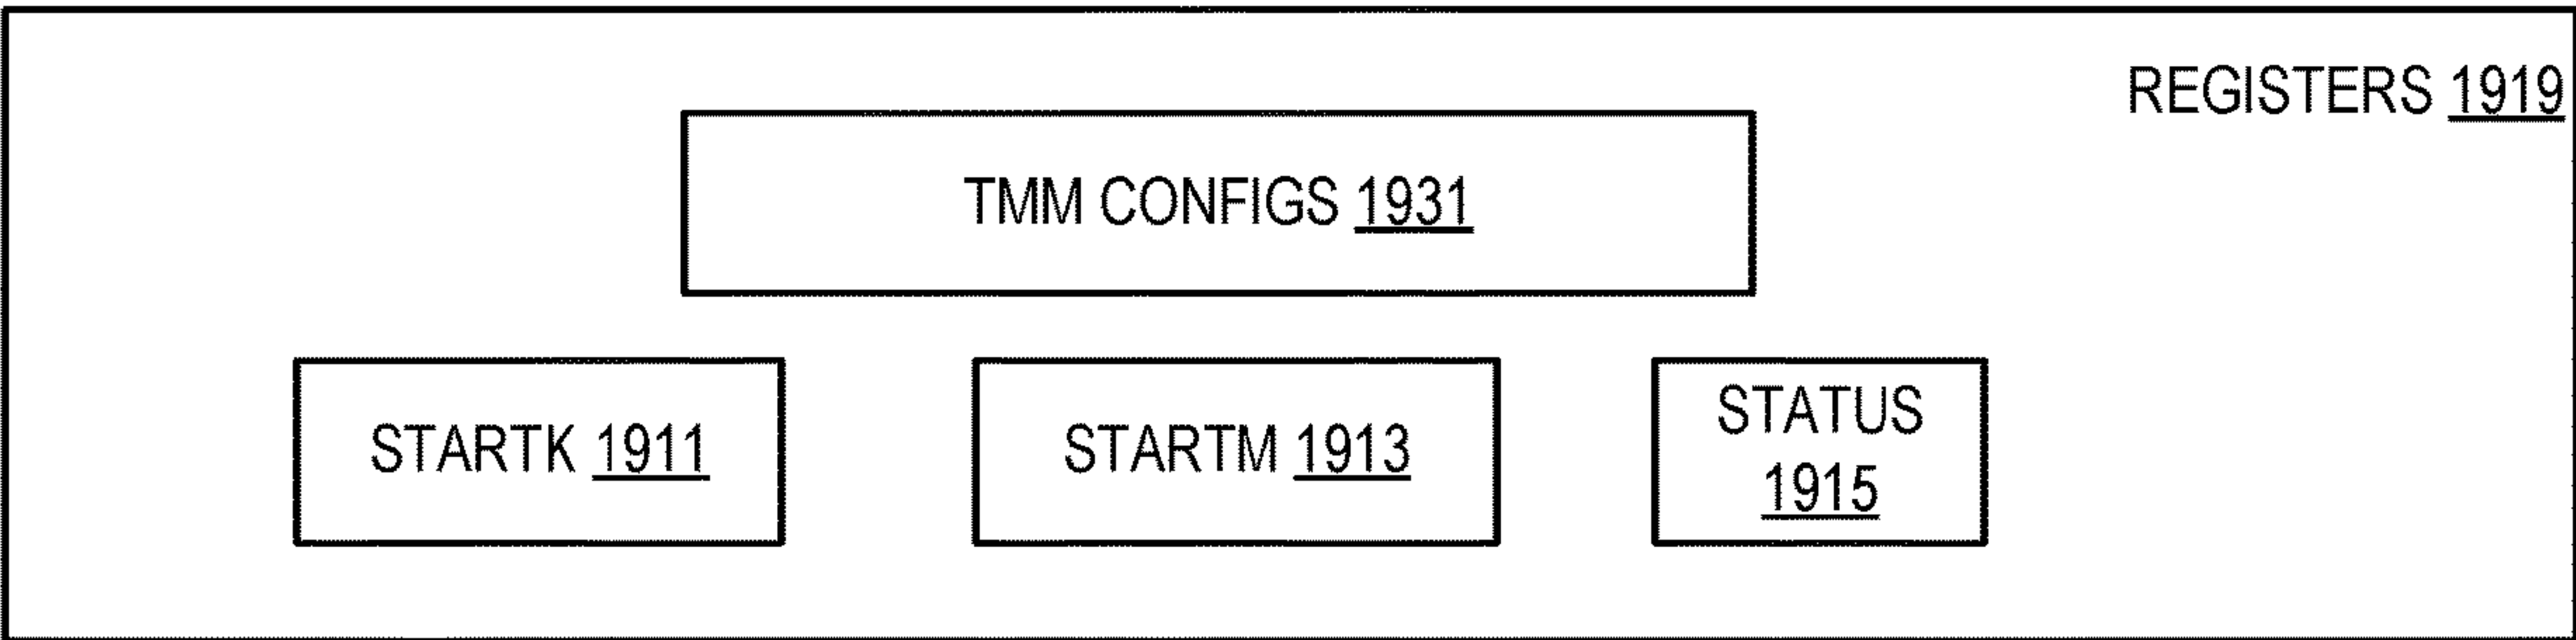 REGISTERS 1919
TMM CONFIGS 1931
STARTK 1911
STARTM 1913
STATUS
1915